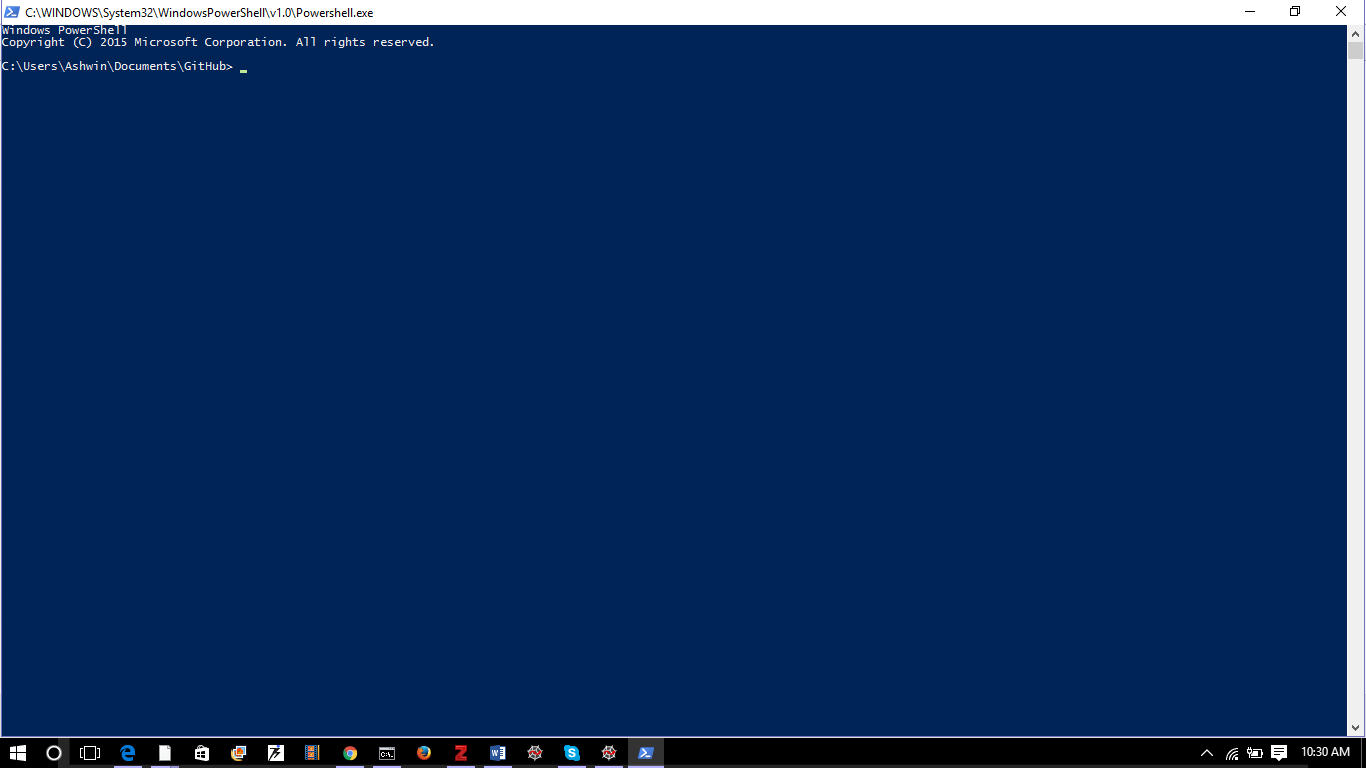 C:\WINDOWS\System32\WindowsPowerShell\v1.0\Powershell.exe
Windows PowerShell
Copyright (C) 2015 Microsoft Corporation. All rights reserved.
C:\Users\Ashwin\Documents\GitHub>
10:30 AM